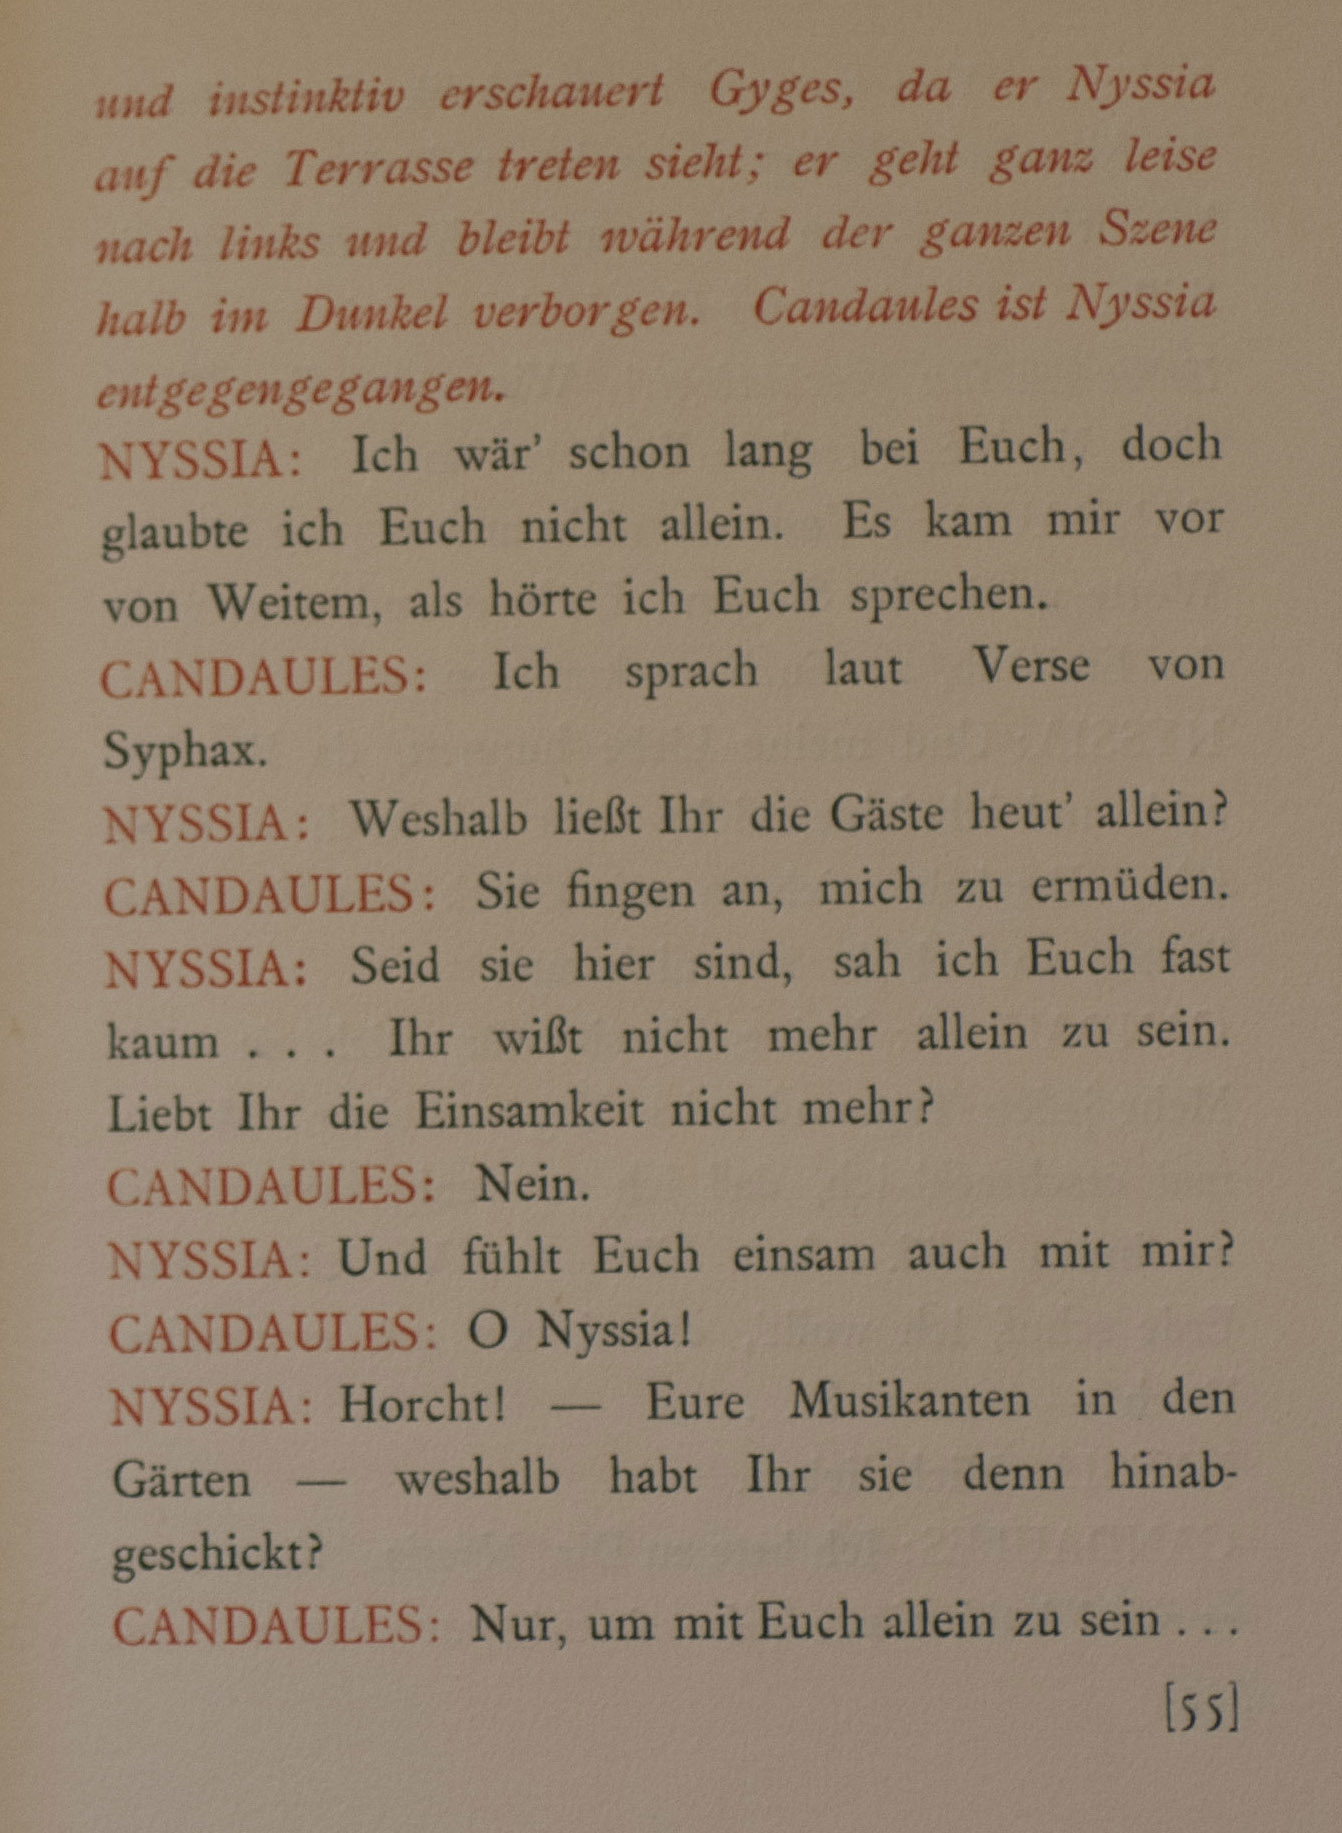 und instinktiv erschauert Gyges, da er Nyssia
auf die Terrasse treten sieht; er geht ganz leise
nach links und bleibt während der ganzen Szene
halb im Dunkel verborgen. Candaules ist Nyssia
entgegengegangen.
NYSSIA: Ich wär’ schon lang bei Euch, doch
glaubte ich Euch nicht allein. Es kam mir vor
von Weitem, als hörte ich Euch sprechen.
CANDAULES: Ich sprach laut Verse von
Syphax.
NYSSIA: Weshalb ließt Ihr die Gäste heut’ allein?
CANDAULES: Sie fingen an, mich zu ermüden.
NYSSIA: Seid sie hier sind, sah ich Euch fast
kaum . . . Ihr wißt nicht mehr allein zu sein.
Liebt Ihr die Einsamkeit nicht mehr?
CANDAULES: Nein.
NYSSIA: Und fühlt Euch einsam auch mit mir?
CANDAULES: O Nyssia!
NYSSIA: Horcht! — Eure Musikanten in den
Gärten — weshalb habt Ihr sie denn hinab-
geschickt?
CANDAULES: Nur, um mit Euch allein zu sein . . .
[55]